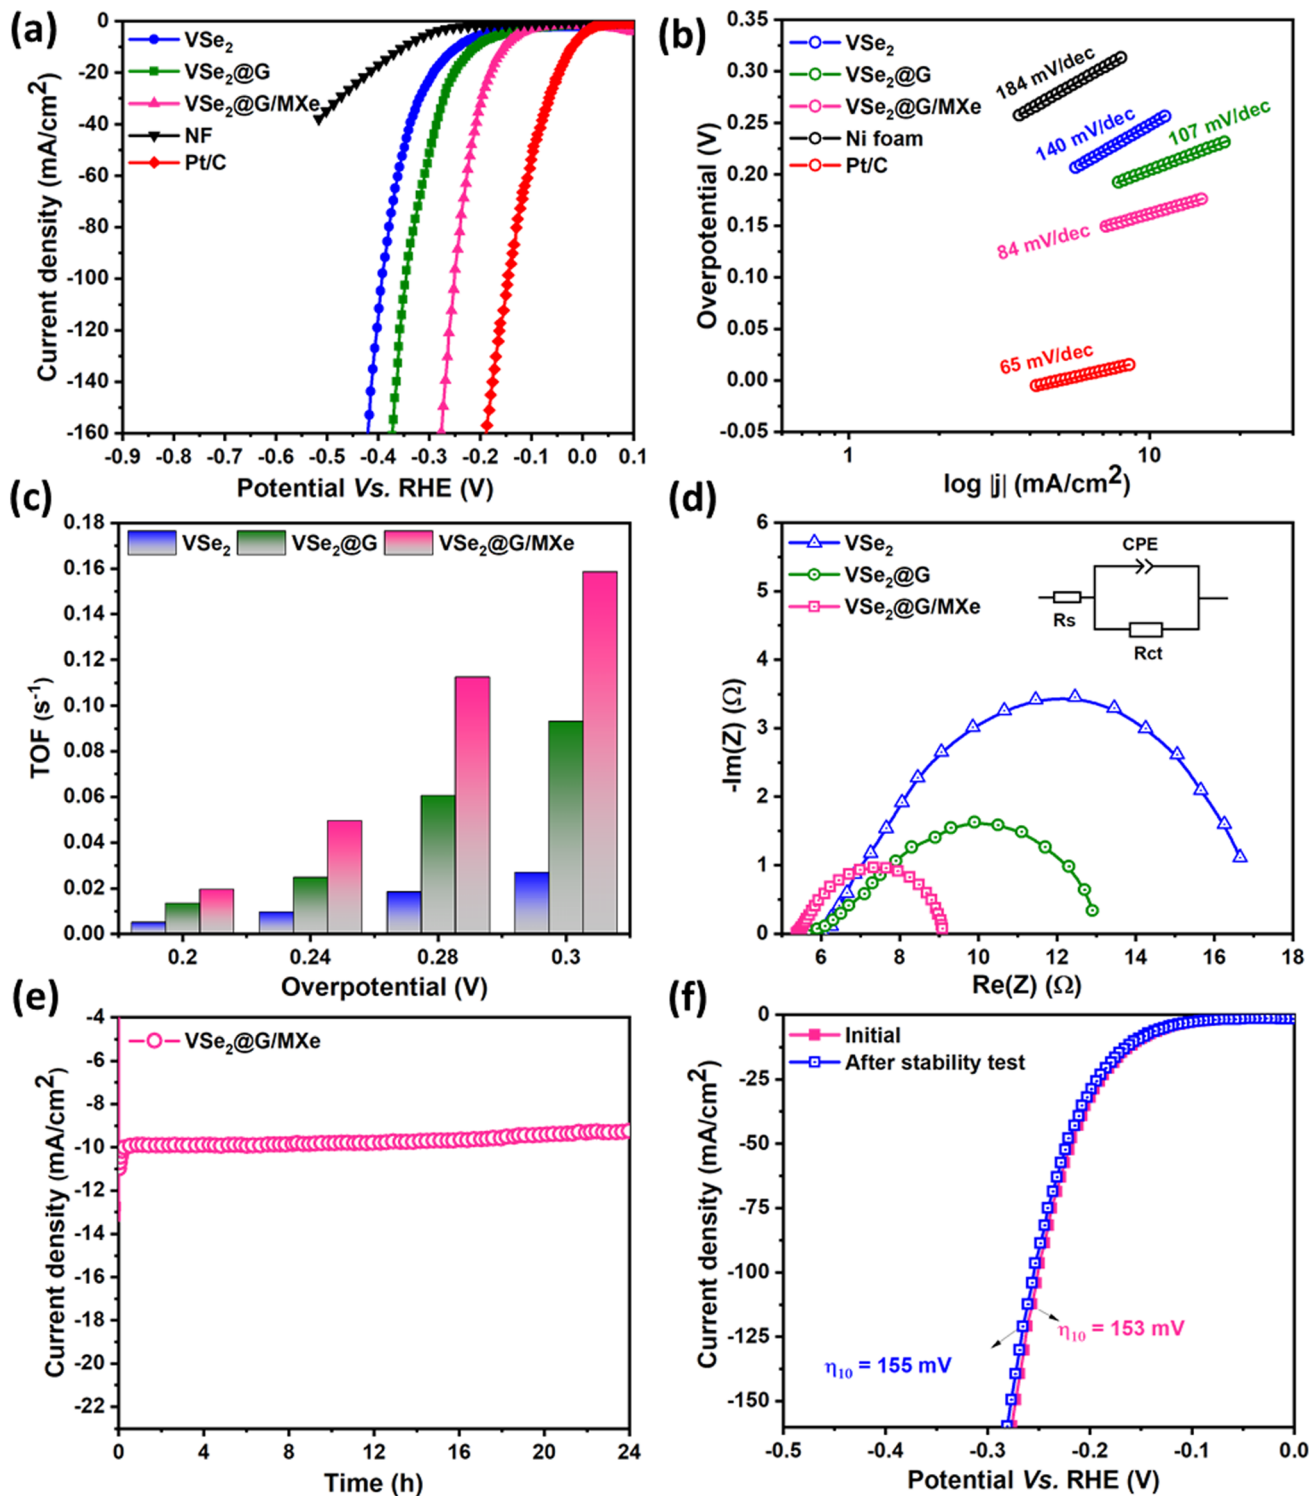 (a)
VSe₂
VSe₂@G
VSe₂@G/MXe
NF
Pt/C
Current density (mA/cm²)
0
-20
-40
-60
-80
-100
-120
-140
-160
-0.9 -0.8 -0.7 -0.6 -0.5 -0.4 -0.3 -0.2 -0.1 0.0 0.1
Potential Vs. RHE (V)
(b)
VSe₂
VSe₂@G
VSe₂@G/MXe
Ni foam
Pt/C
184 mV/dec
140 mV/dec
107 mV/dec
84 mV/dec
65 mV/dec
Overpotential (V)
0.35
0.30
0.25
0.20
0.15
0.10
0.05
0.00
-0.05
1 10
log |j| (mA/cm²)
(c)
VSe₂ VSe₂@G VSe₂@G/MXe
TOF (s⁻¹)
0.18
0.16
0.14
0.12
0.10
0.08
0.06
0.04
0.02
0.00
0.2 0.24 0.28 0.3
Overpotential (V)
(d)
VSe₂
VSe₂@G
VSe₂@G/MXe
CPE
Rs
Rct
-Im(Z) (Ω)
6
5
4
3
2
1
0
6 8 10 12 14 16 18
Re(Z) (Ω)
(e)
VSe₂@G/MXe
Current density (mA/cm²)
-4
-6
-8
-10
-12
-14
-16
-18
-20
-22
0 4 8 12 16 20 24
Time (h)
(f)
Initial
After stability test
η₁₀ = 153 mV
η₁₀ = 155 mV
Current density (mA/cm²)
0
-25
-50
-75
-100
-125
-150
-0.5 -0.4 -0.3 -0.2 -0.1 0.0
Potential Vs. RHE (V)